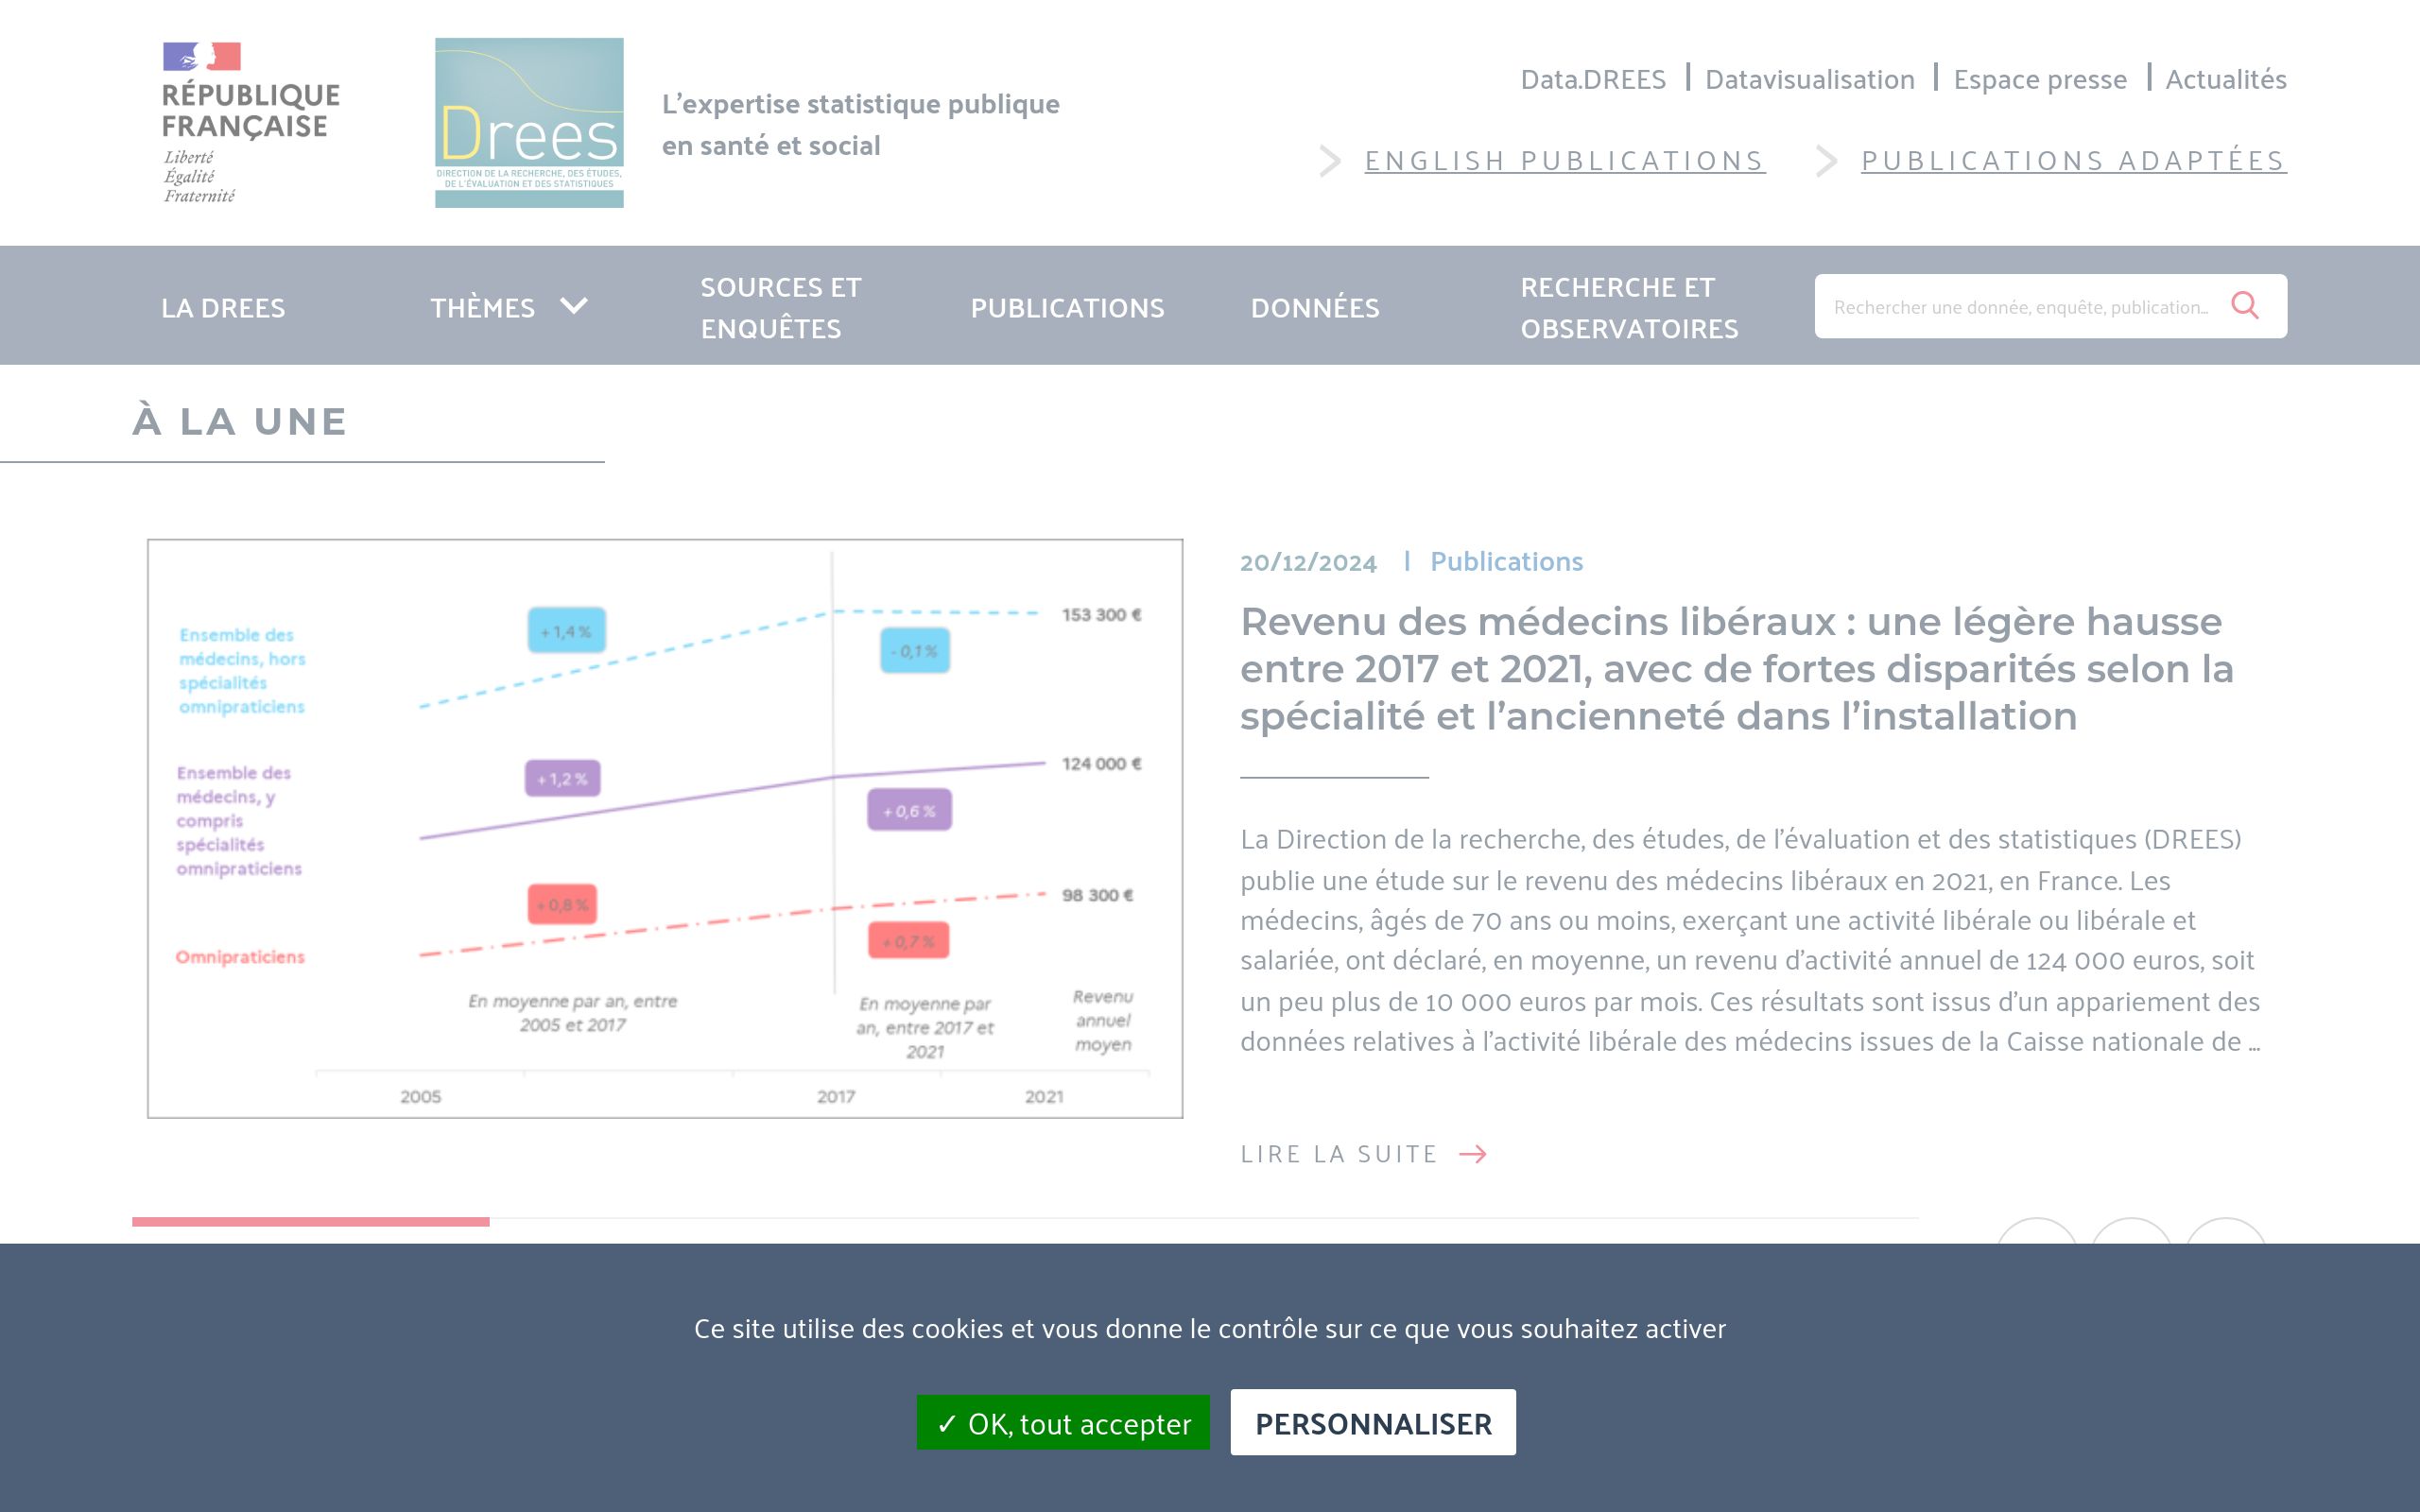 RÉPUBLIQUE
FRANÇAISE
Liberté
Égalité
Fraternité
Drees
DIRECTION DE LA RECHERCHE, DES ÉTUDES,
DE L'ÉVALUATION ET DES STATISTIQUES
L'expertise statistique publique
en santé et social
Data.DREES
Datavisualisation
Espace presse
Actualités
ENGLISH PUBLICATIONS
PUBLICATIONS ADAPTÉES
LA DREES
THÈMES
SOURCES ET
ENQUÊTES
PUBLICATIONS
DONNÉES
RECHERCHE ET
OBSERVATOIRES
Rechercher une donnée, enquête, publication...
À LA UNE
Ensemble des
médecins, hors
spécialités
omnipraticiens
+ 1,4 %
- 0,1 %
153 300 €
Ensemble des
médecins, y
compris
spécialités
omnipraticiens
+ 1,2 %
+ 0,6 %
124 000 €
Omnipraticiens
+ 0,8 %
+ 0,7 %
98 300 €
En moyenne par an, entre
2005 et 2017
En moyenne par
an, entre 2017 et
2021
Revenu
annuel
moyen
2005
2017
2021
20/12/2024 | Publications
Revenu des médecins libéraux : une légère hausse
entre 2017 et 2021, avec de fortes disparités selon la
spécialité et l’ancienneté dans l’installation
La Direction de la recherche, des études, de l’évaluation et des statistiques (DREES)
publie une étude sur le revenu des médecins libéraux en 2021, en France. Les
médecins, âgés de 70 ans ou moins, exerçant une activité libérale ou libérale et
salariée, ont déclaré, en moyenne, un revenu d’activité annuel de 124 000 euros, soit
un peu plus de 10 000 euros par mois. Ces résultats sont issus d’un appariement des
données relatives à l’activité libérale des médecins issues de la Caisse nationale de ...
LIRE LA SUITE
Ce site utilise des cookies et vous donne le contrôle sur ce que vous souhaitez activer
✓ OK, tout accepter
PERSONNALISER